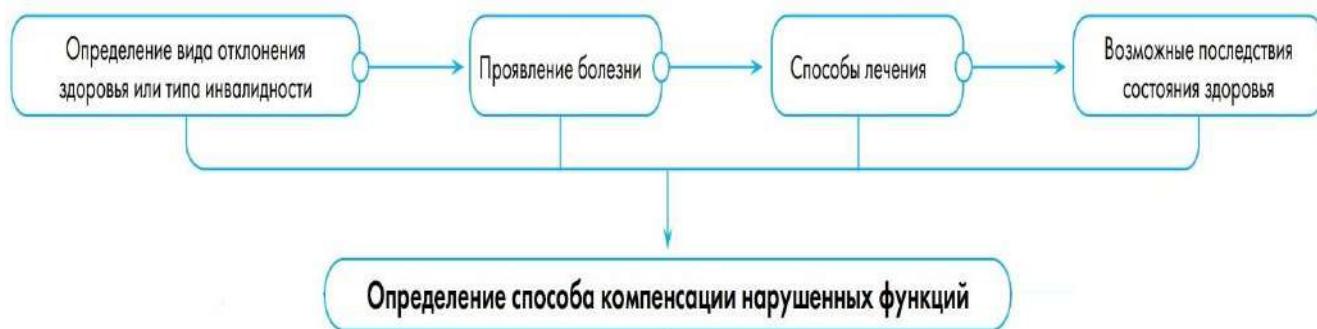 Определение вида отклонения
здоровья или типа инвалидности
Проявление болезни
Способы лечения
Возможные последствия
состояния здоровья
Определение способа компенсации нарушенных функций